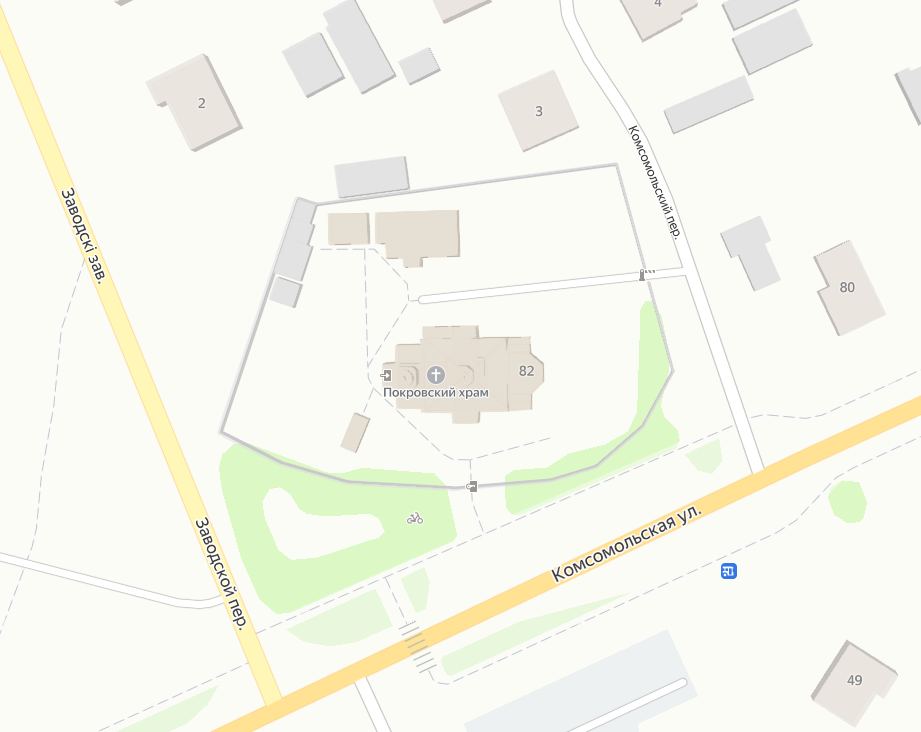 4
2
3
Комсомольский пер.
Заводскі зав.
80
82
Покровский храм
Комсомольская ул.
Заводской пер.
49